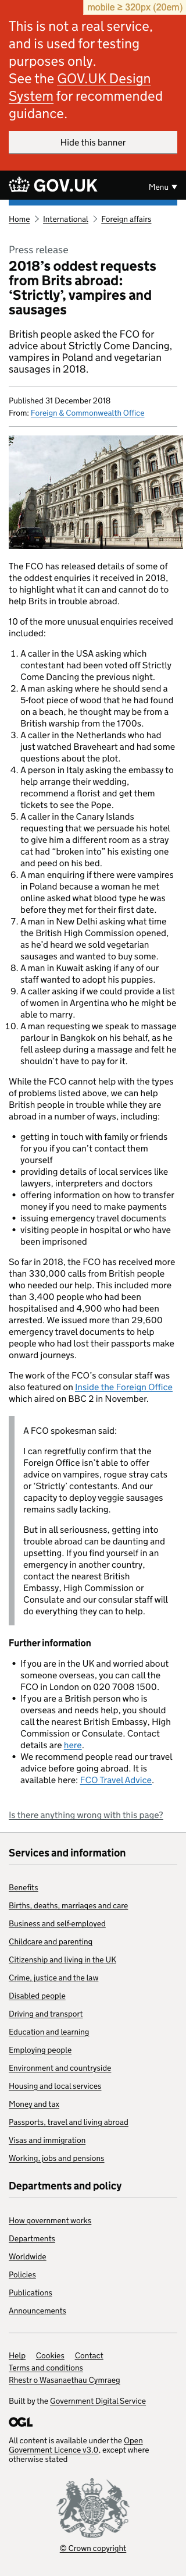 mobile ≥ 320px (20em)
This is not a real service,
and is used for testing
purposes only.
See the GOV.UK Design
System for recommended
guidance.
Hide this banner
GOV.UK
Menu ▼
Home > International > Foreign affairs
Press release
2018’s oddest requests
from Brits abroad:
‘Strictly’, vampires and
sausages
British people asked the FCO for
advice about Strictly Come Dancing,
vampires in Poland and vegetarian
sausages in 2018.
Published 31 December 2018
From: Foreign & Commonwealth Office
The FCO has released details of some of
the oddest enquiries it received in 2018,
to highlight what it can and cannot do to
help Brits in trouble abroad.
10 of the more unusual enquiries received
included:
1. A caller in the USA asking which
contestant had been voted off Strictly
Come Dancing the previous night.
2. A man asking where he should send a
5-foot piece of wood that he had found
on a beach, he thought may be from a
British warship from the 1700s.
3. A caller in the Netherlands who had
just watched Braveheart and had some
questions about the plot.
4. A person in Italy asking the embassy to
help arrange their wedding,
recommend a florist and get them
tickets to see the Pope.
5. A caller in the Canary Islands
requesting that we persuade his hotel
to give him a different room as a stray
cat had “broken into” his existing one
and peed on his bed.
6. A man enquiring if there were vampires
in Poland because a woman he met
online asked what blood type he was
before they met for their first date.
7. A man in New Delhi asking what time
the British High Commission opened,
as he’d heard we sold vegetarian
sausages and wanted to buy some.
8. A man in Kuwait asking if any of our
staff wanted to adopt his puppies.
9. A caller asking if we could provide a list
of women in Argentina who he might be
able to marry.
10. A man requesting we speak to massage
parlour in Bangkok on his behalf, as he
fell asleep during a massage and felt he
shouldn’t have to pay for it.
While the FCO cannot help with the types
of problems listed above, we can help
British people in trouble while they are
abroad in a number of ways, including:
• getting in touch with family or friends
for you if you can’t contact them
yourself
• providing details of local services like
lawyers, interpreters and doctors
• offering information on how to transfer
money if you need to make payments
• issuing emergency travel documents
• visiting people in hospital or who have
been imprisoned
So far in 2018, the FCO has received more
than 330,000 calls from British people
who needed our help. This included more
than 3,400 people who had been
hospitalised and 4,900 who had been
arrested. We issued more than 29,600
emergency travel documents to help
people who had lost their passports make
onward journeys.
The work of the FCO’s consular staff was
also featured on Inside the Foreign Office
which aired on BBC 2 in November.
A FCO spokesman said:
I can regretfully confirm that the
Foreign Office isn’t able to offer
advice on vampires, rogue stray cats
or ‘Strictly’ contestants. And our
capacity to deploy veggie sausages
remains sadly lacking.
But in all seriousness, getting into
trouble abroad can be daunting and
upsetting. If you find yourself in an
emergency in another country,
contact the nearest British
Embassy, High Commission or
Consulate and our consular staff will
do everything they can to help.
Further information
• If you are in the UK and worried about
someone overseas, you can call the
FCO in London on 020 7008 1500.
• If you are a British person who is
overseas and needs our help, you
should call the nearest British Embassy, High
Commission or Consulate. Contact
details are here.
• We recommend people read our travel
advice before going abroad. It is
available here: FCO Travel Advice.
Is there anything wrong with this page?
Services and information
Benefits
Births, deaths, marriages and care
Business and self-employed
Childcare and parenting
Citizenship and living in the UK
Crime, justice and the law
Disabled people
Driving and transport
Education and learning
Employing people
Environment and countryside
Housing and local services
Money and tax
Passports, travel and living abroad
Visas and immigration
Working, jobs and pensions
Departments and policy
How government works
Departments
Worldwide
Policies
Publications
Announcements
Help Cookies Contact
Terms and conditions
Rhestr o Wasanaethau Cymraeg
Built by the Government Digital Service
OGL
All content is available under the Open
Government Licence v3.0, except where
otherwise stated
© Crown copyright